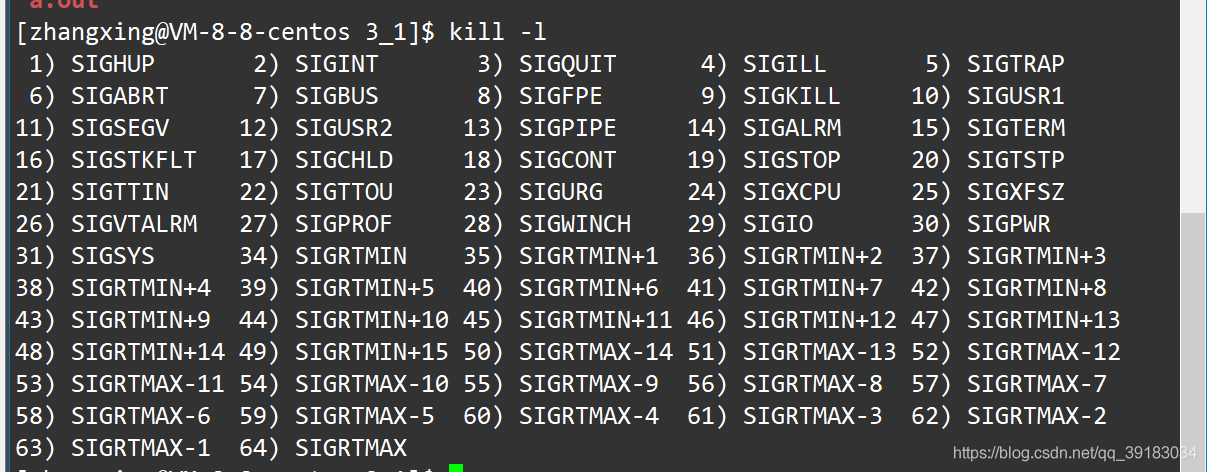 a.out
[zhangxing@VM-8-8-centos 3_1]$ kill -l
 1) SIGHUP       2) SIGINT       3) SIGQUIT      4) SIGILL       5) SIGTRAP
 6) SIGABRT      7) SIGBUS       8) SIGFPE       9) SIGKILL     10) SIGUSR1
11) SIGSEGV     12) SIGUSR2     13) SIGPIPE     14) SIGALRM     15) SIGTERM
16) SIGSTKFLT   17) SIGCHLD     18) SIGCONT     19) SIGSTOP     20) SIGTSTP
21) SIGTTIN     22) SIGTTOU     23) SIGURG      24) SIGXCPU     25) SIGXFSZ
26) SIGVTALRM   27) SIGPROF     28) SIGWINCH    29) SIGIO       30) SIGPWR
31) SIGSYS      34) SIGRTMIN    35) SIGRTMIN+1  36) SIGRTMIN+2  37) SIGRTMIN+3
38) SIGRTMIN+4  39) SIGRTMIN+5  40) SIGRTMIN+6  41) SIGRTMIN+7  42) SIGRTMIN+8
43) SIGRTMIN+9  44) SIGRTMIN+10 45) SIGRTMIN+11 46) SIGRTMIN+12 47) SIGRTMIN+13
48) SIGRTMIN+14 49) SIGRTMIN+15 50) SIGRTMAX-14 51) SIGRTMAX-13 52) SIGRTMAX-12
53) SIGRTMAX-11 54) SIGRTMAX-10 55) SIGRTMAX-9  56) SIGRTMAX-8  57) SIGRTMAX-7
58) SIGRTMAX-6  59) SIGRTMAX-5  60) SIGRTMAX-4  61) SIGRTMAX-3  62) SIGRTMAX-2
63) SIGRTMAX-1  64) SIGRTMAX
https://blog.csdn.net/qq_39183034